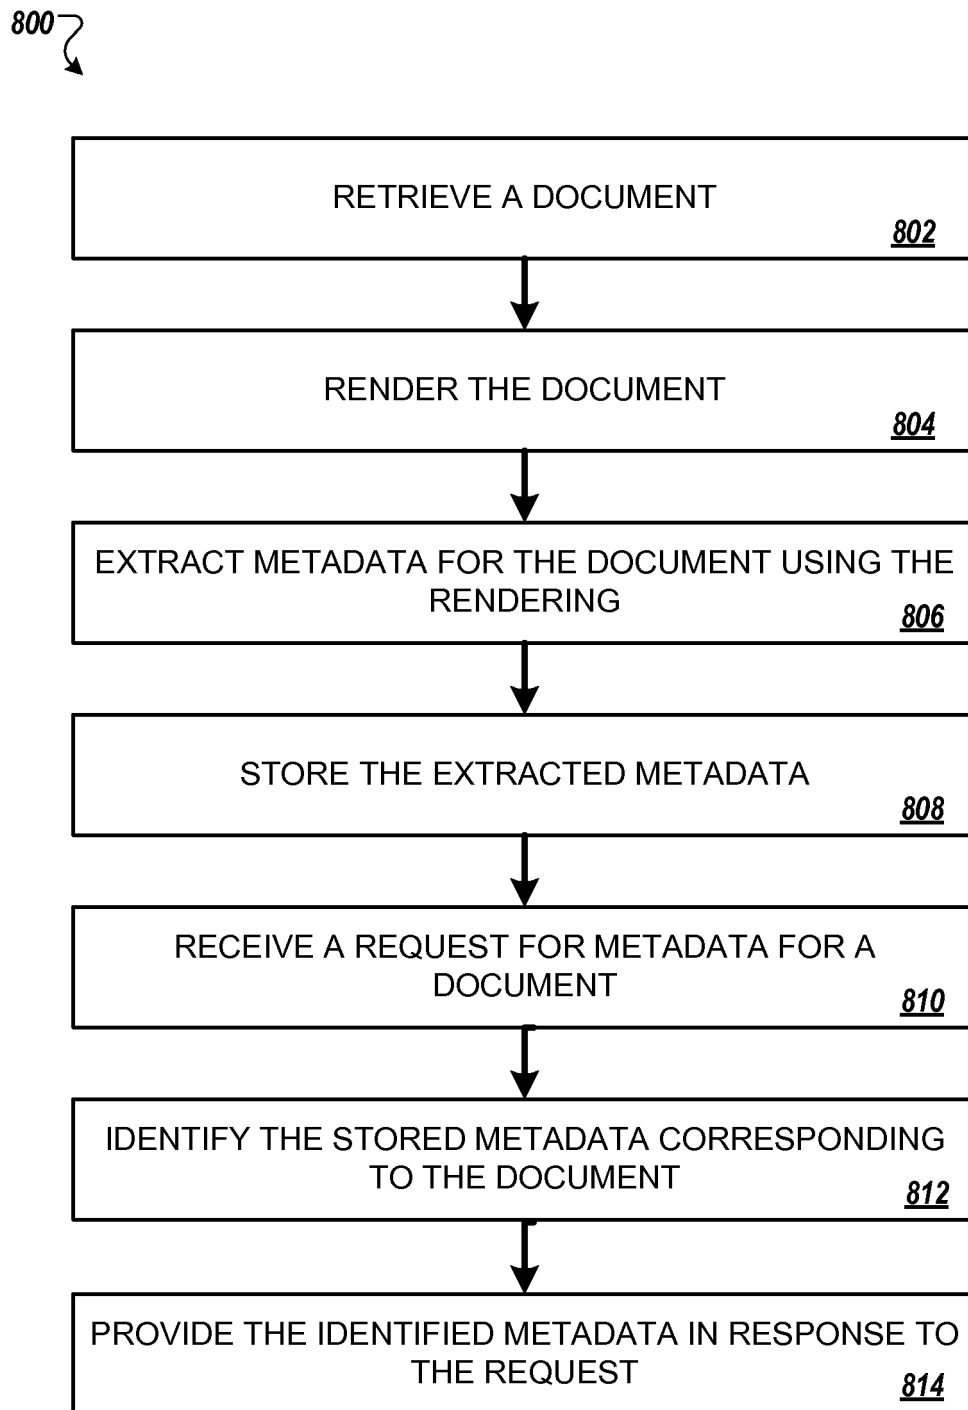 800
RETRIEVE A DOCUMENT
802
RENDER THE DOCUMENT
804
EXTRACT METADATA FOR THE DOCUMENT USING THE
RENDERING
806
STORE THE EXTRACTED METADATA
808
RECEIVE A REQUEST FOR METADATA FOR A
DOCUMENT
810
IDENTIFY THE STORED METADATA CORRESPONDING
TO THE DOCUMENT
812
PROVIDE THE IDENTIFIED METADATA IN RESPONSE TO
THE REQUEST
814